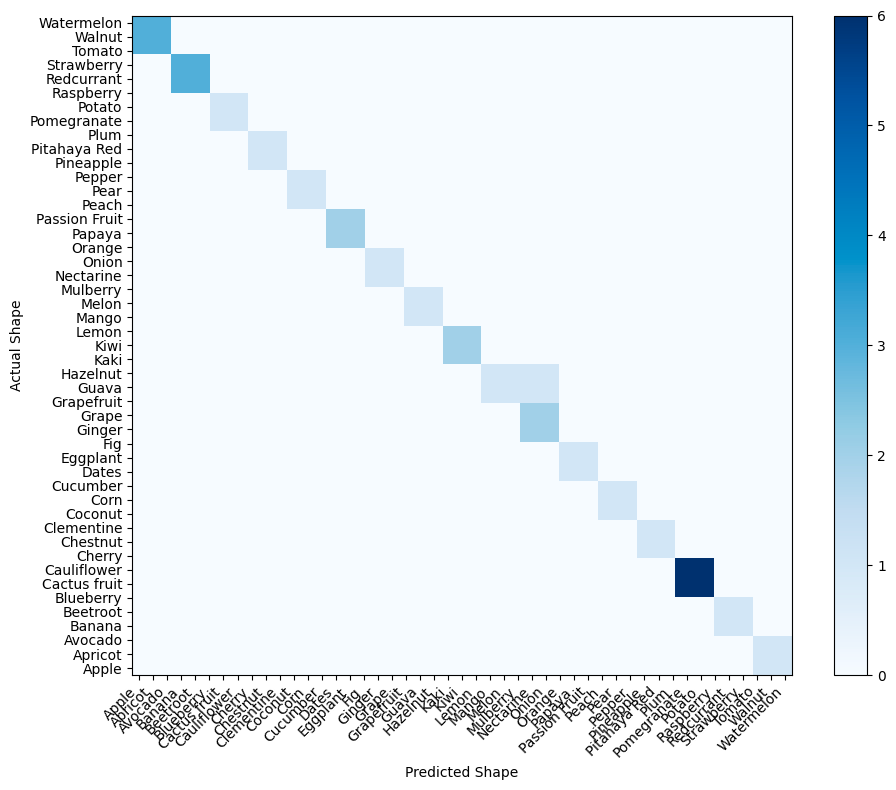 Watermelon
Walnut
Tomato
Strawberry
Redcurrant
Raspberry
Potato
Pomegranate
Plum
Pitahaya Red
Pineapple
Pepper
Pear
Peach
Passion Fruit
Papaya
Orange
Onion
Nectarine
Mulberry
Melon
Mango
Lemon
Kiwi
Kaki
Hazelnut
Guava
Grapefruit
Grape
Ginger
Fig
Eggplant
Dates
Cucumber
Corn
Coconut
Clementine
Chestnut
Cherry
Cauliflower
Cactus fruit
Blueberry
Beetroot
Banana
Avocado
Apricot
Apple
Actual Shape
Apple
Apricot
Avocado
Banana
Beetroot
Blueberry
Cactus fruit
Cauliflower
Cherry
Chestnut
Clementine
Coconut
Corn
Cucumber
Dates
Eggplant
Fig
Ginger
Grape
Grapefruit
Guava
Hazelnut
Kaki
Kiwi
Lemon
Mango
Melon
Mulberry
Nectarine
Onion
Orange
Papaya
Passion Fruit
Peach
Pear
Pepper
Pineapple
Pitahaya Red
Plum
Pomegranate
Potato
Raspberry
Redcurrant
Strawberry
Tomato
Walnut
Watermelon
Predicted Shape
6
5
4
3
2
1
0